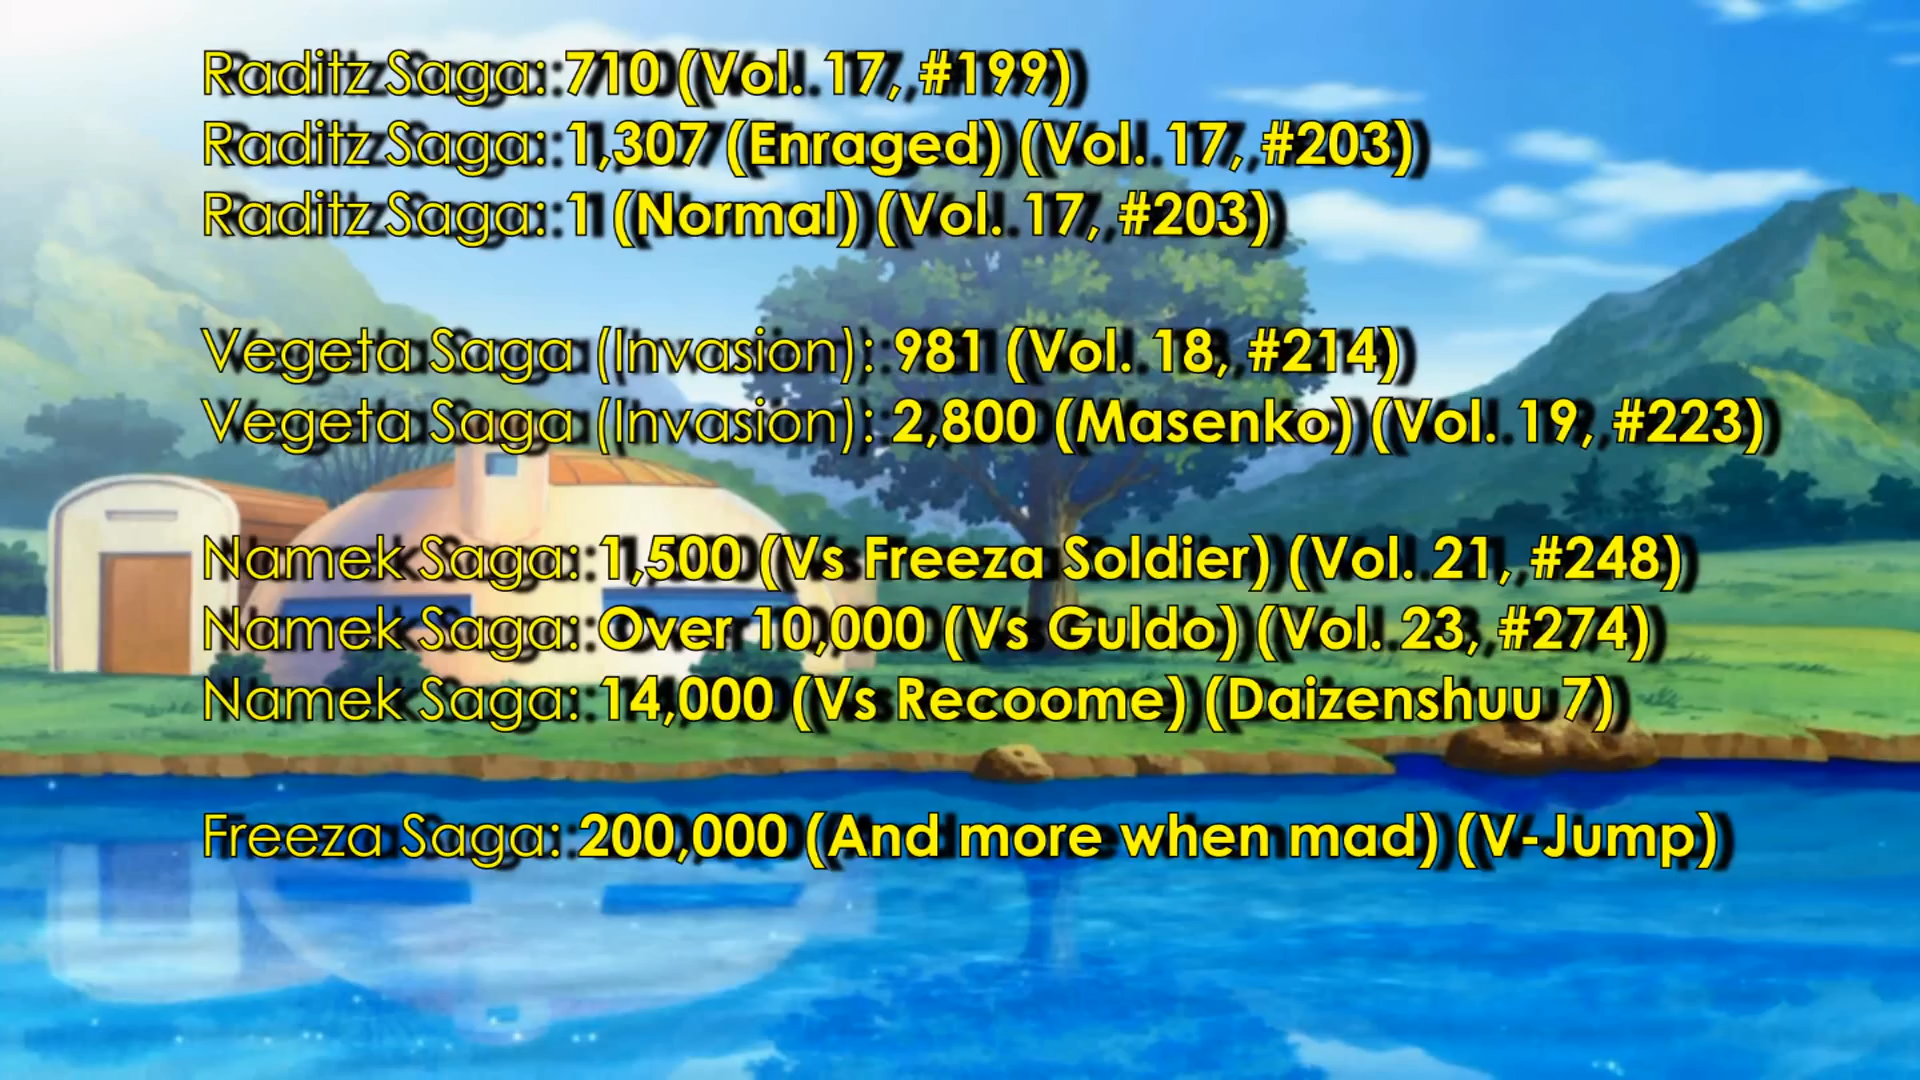 Raditz Saga: 710 (Vol. 17, #199)
Raditz Saga: 1,307 (Enraged) (Vol. 17, #203)
Raditz Saga: 1 (Normal) (Vol. 17, #203)
Vegeta Saga (Invasion): 981 (Vol. 18, #214)
Vegeta Saga (Invasion): 2,800 (Masenko) (Vol. 19, #223)
Namek Saga: 1,500 (Vs Freeza Soldier) (Vol. 21, #248)
Namek Saga: Over 10,000 (Vs Guldo) (Vol. 23, #274)
Namek Saga: 14,000 (Vs Recoome) (Daizenshuu 7)
Freeza Saga: 200,000 (And more when mad) (V-Jump)